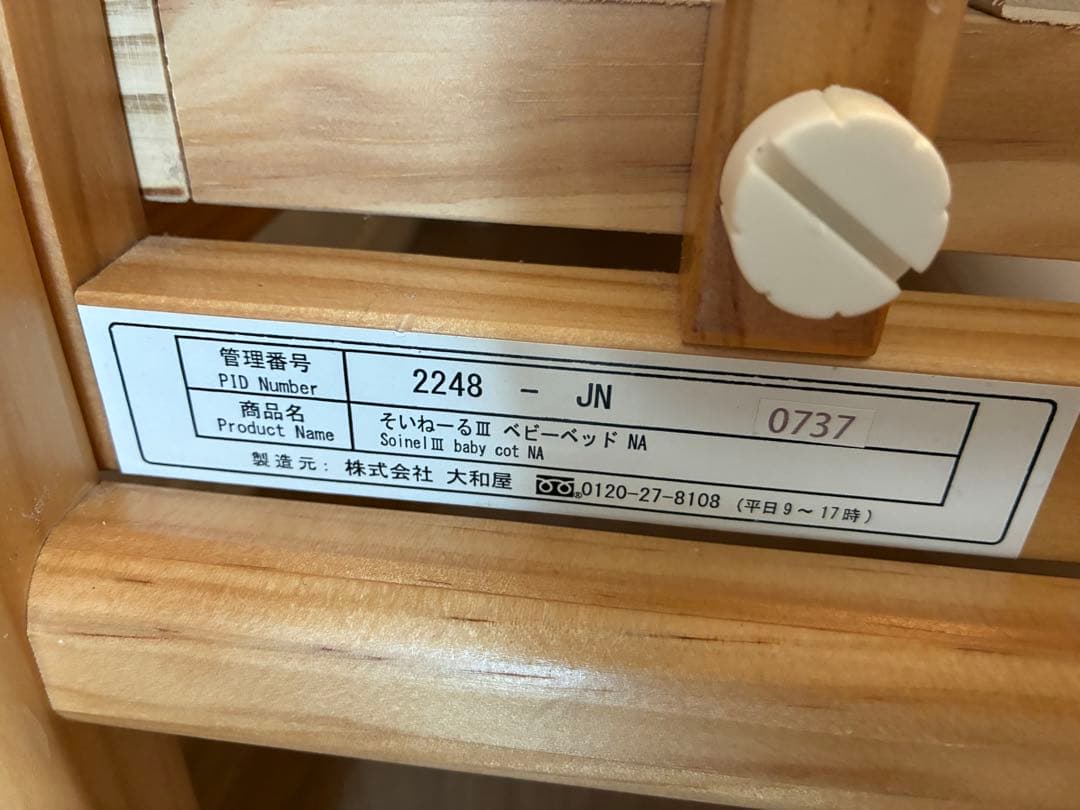 管理番号 2248 - JN 0737
PID Number
商品名 そいねーるⅢ ベビーベッド NA
Product Name SoinelⅢ baby cot NA
製造元: 株式会社 大和屋 0120-27-8108 (平日9～17時)